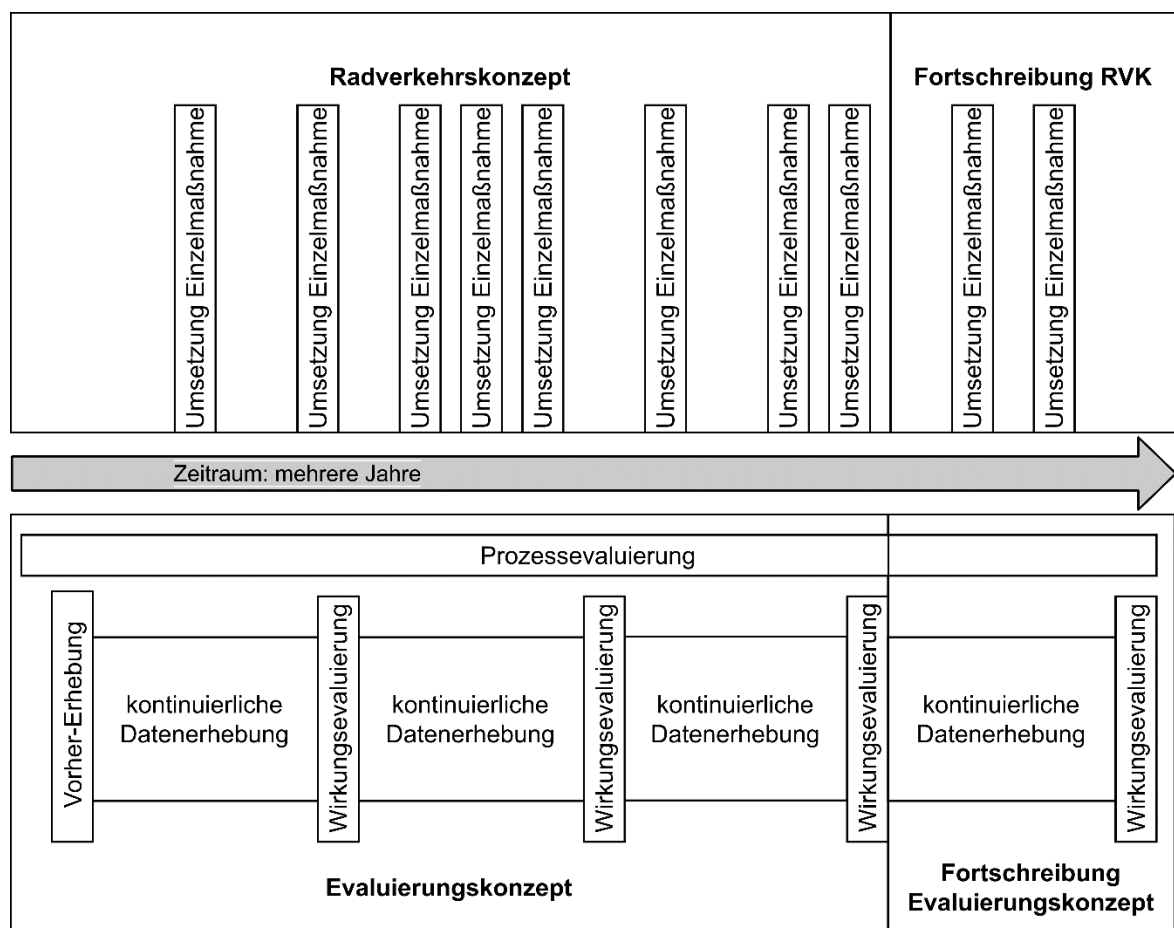 Radverkehrskonzept
Fortschreibung RVK
Umsetzung Einzelmaßnahme
Umsetzung Einzelmaßnahme
Umsetzung Einzelmaßnahme
Umsetzung Einzelmaßnahme
Umsetzung Einzelmaßnahme
Umsetzung Einzelmaßnahme
Umsetzung Einzelmaßnahme
Umsetzung Einzelmaßnahme
Umsetzung Einzelmaßnahme
Umsetzung Einzelmaßnahme
Zeitraum: mehrere Jahre
Prozessevaluierung
Vorher-Erhebung
kontinuierliche
Datenerhebung
Wirkungsevaluierung
kontinuierliche
Datenerhebung
Wirkungsevaluierung
kontinuierliche
Datenerhebung
Wirkungsevaluierung
kontinuierliche
Datenerhebung
Wirkungsevaluierung
Evaluierungskonzept
Fortschreibung
Evaluierungskonzept